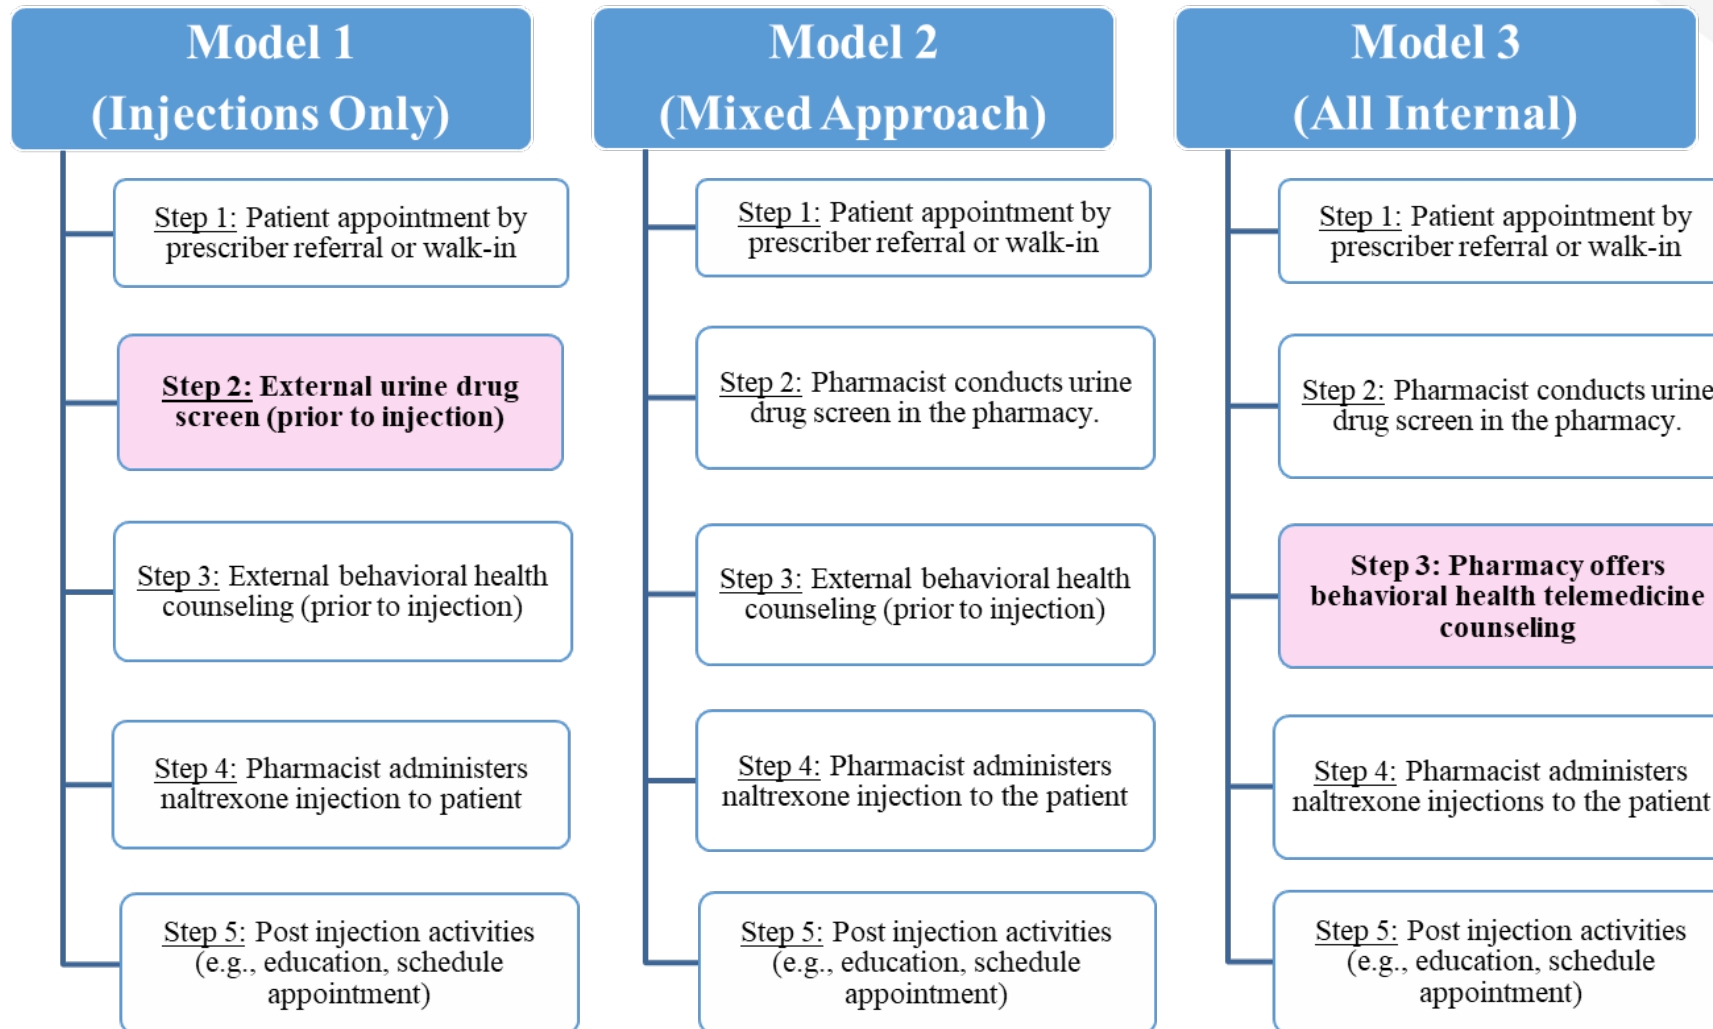 Model 1
(Injections Only)
Step 1: Patient appointment by
prescriber referral or walk-in
Step 2: External urine drug
screen (prior to injection)
Step 3: External behavioral health
counseling (prior to injection)
Step 4: Pharmacist administers
naltrexone injection to patient
Step 5: Post injection activities
(e.g., education, schedule
appointment)
Model 2
(Mixed Approach)
Step 1: Patient appointment by
prescriber referral or walk-in
Step 2: Pharmacist conducts urine
drug screen in the pharmacy.
Step 3: External behavioral health
counseling (prior to injection)
Step 4: Pharmacist administers
naltrexone injection to the patient
Step 5: Post injection activities
(e.g., education, schedule
appointment)
Model 3
(All Internal)
Step 1: Patient appointment by
prescriber referral or walk-in
Step 2: Pharmacist conducts urine
drug screen in the pharmacy.
Step 3: Pharmacy offers
behavioral health telemedicine
counseling
Step 4: Pharmacist administers
naltrexone injections to the patient
Step 5: Post injection activities
(e.g., education, schedule
appointment)